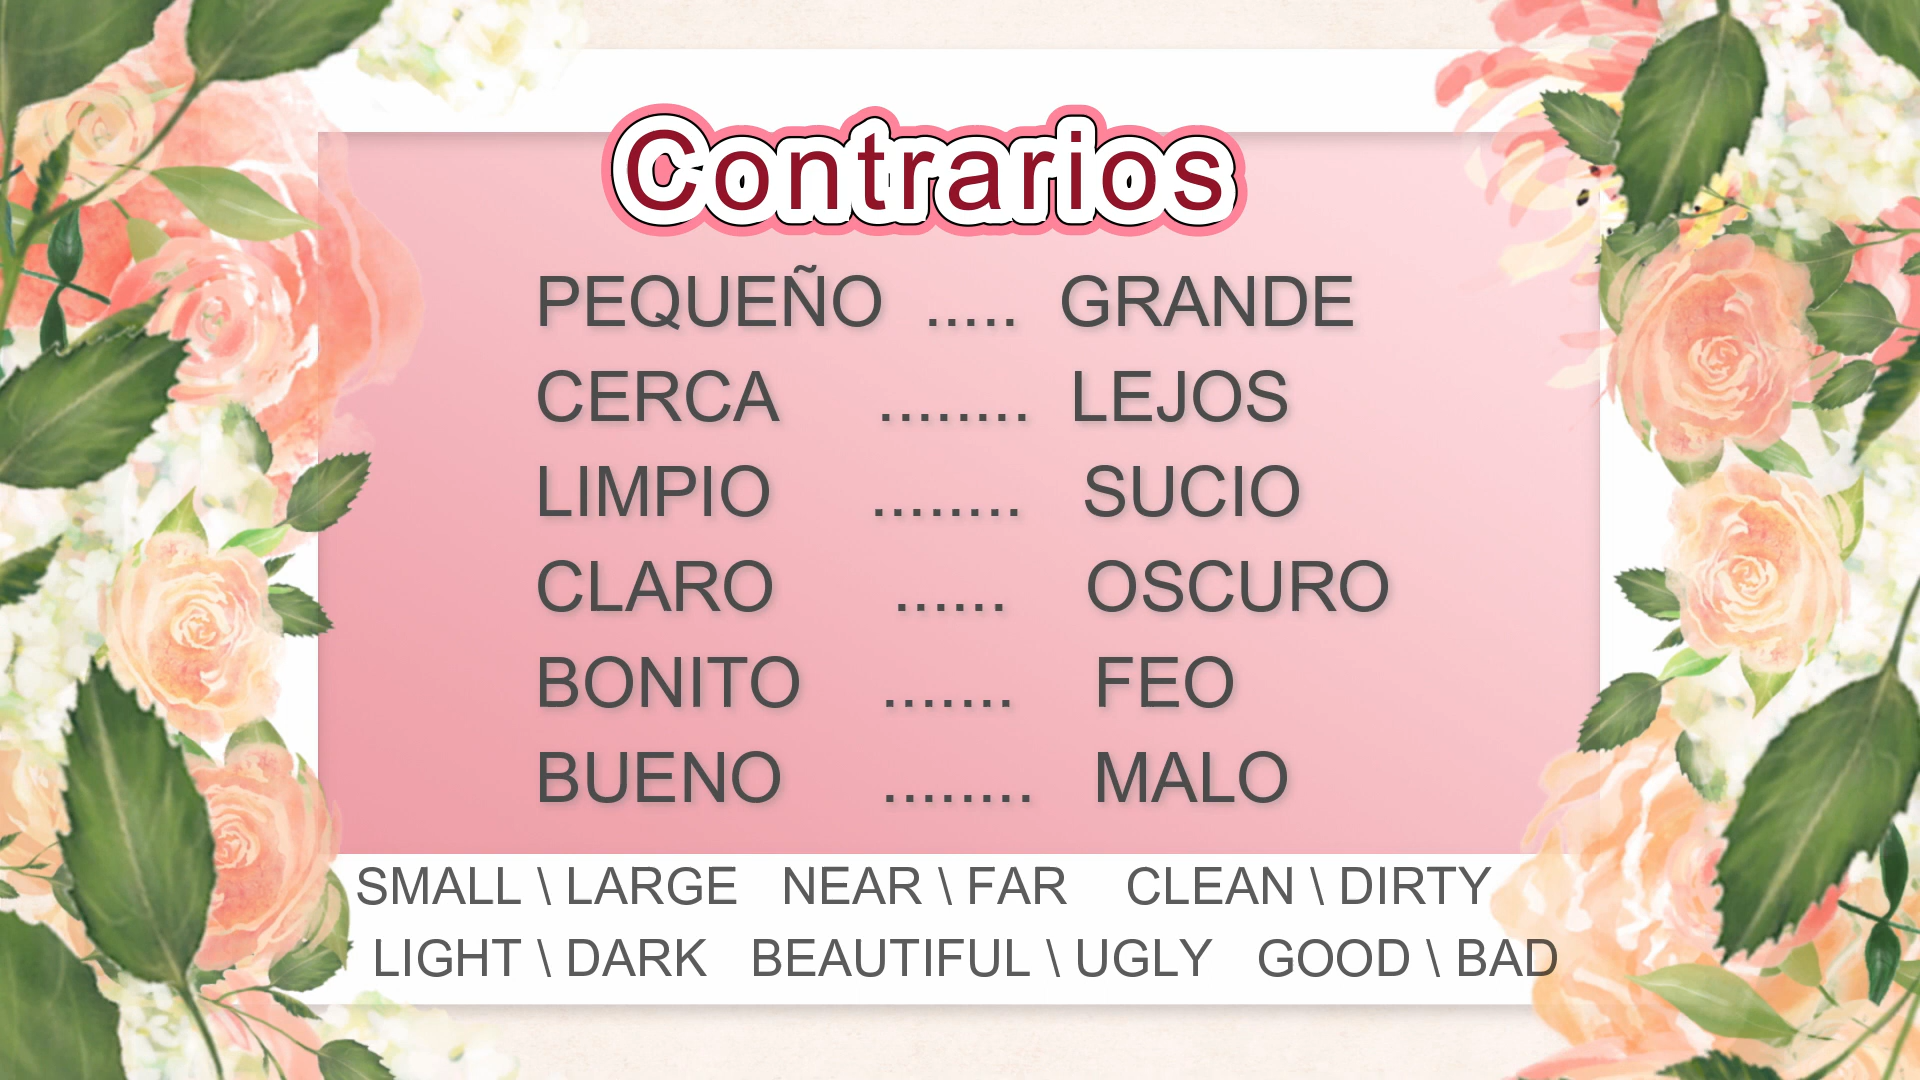 Contrarios
PEQUEÑO ..... GRANDE
CERCA ........ LEJOS
LIMPIO ........ SUCIO
CLARO ...... OSCURO
BONITO ....... FEO
BUENO ........ MALO
SMALL \ LARGE NEAR \ FAR CLEAN \ DIRTY
LIGHT \ DARK BEAUTIFUL \ UGLY GOOD \ BAD